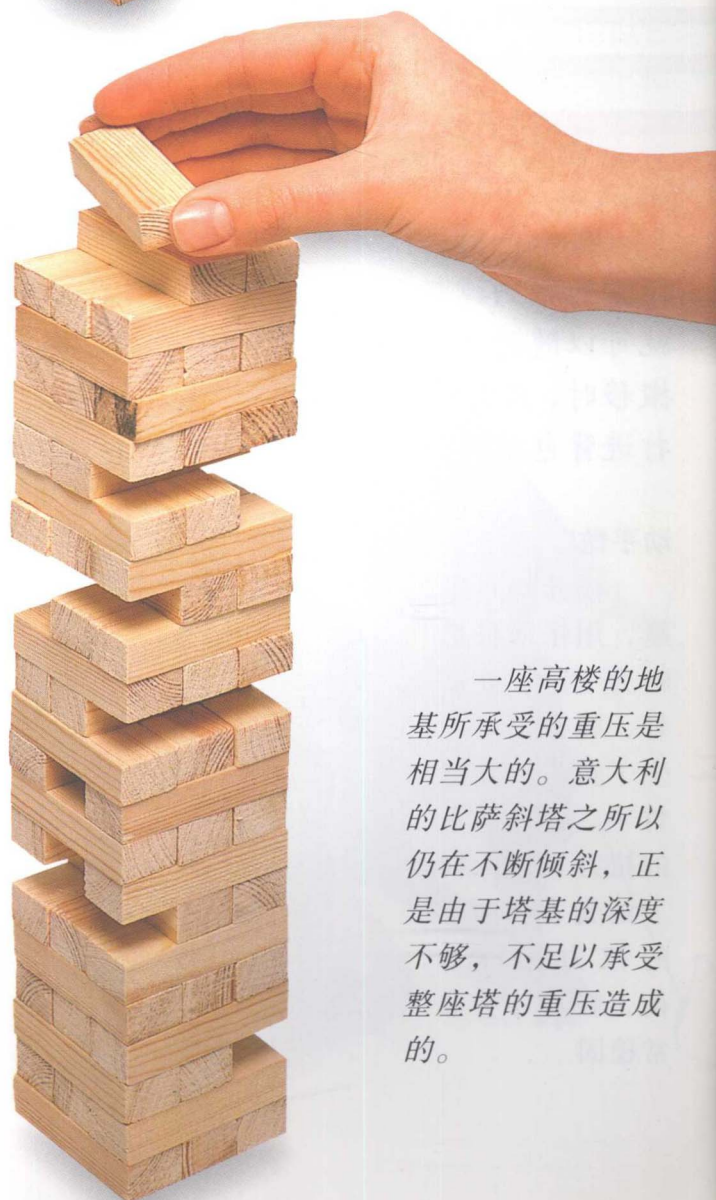 一座高楼的地
基所承受的重压是
相当大的。意大利
的比萨斜塔之所以
仍在不断倾斜，正
是由于塔基的深度
不够，不足以承受
整座塔的重压造成
的。